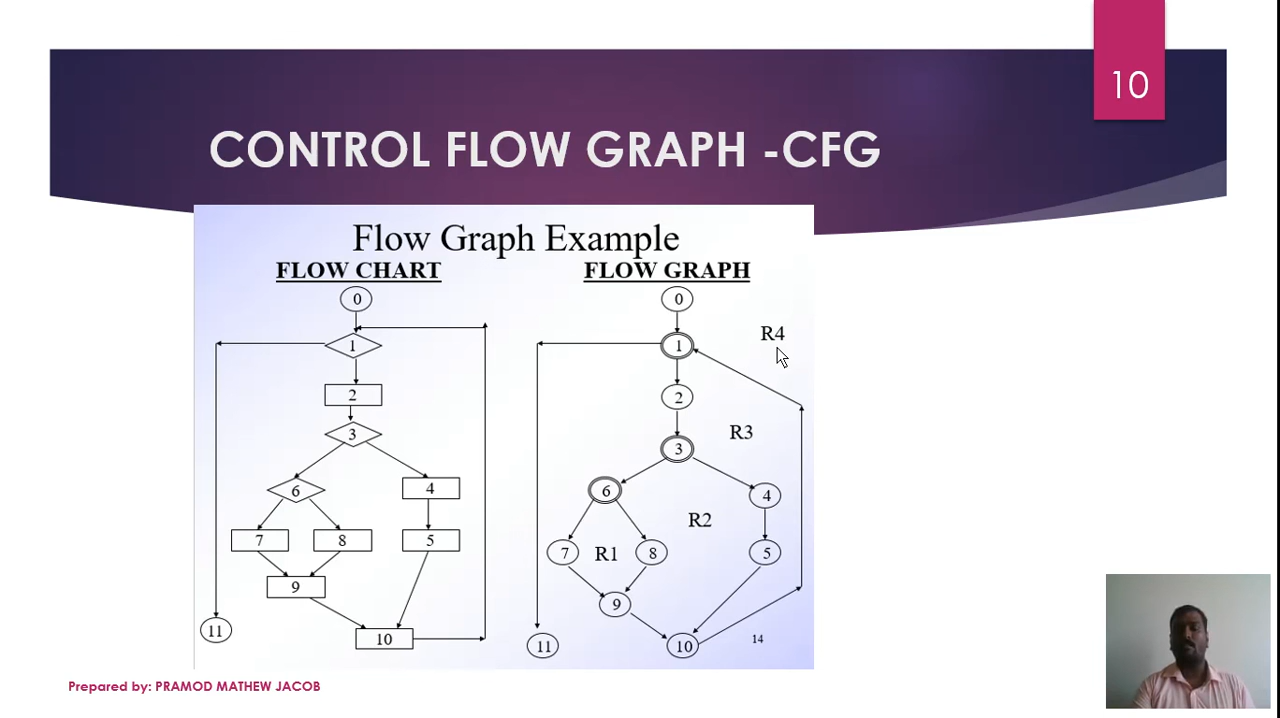 10
CONTROL FLOW GRAPH -CFG
Flow Graph Example
FLOW CHART
0
1
2
3
6
4
7
8
5
9
11
10
FLOW GRAPH
0
R4
1
2
R3
3
6
4
R2
7
R1
8
5
9
11
10
14
Prepared by: PRAMOD MATHEW JACOB